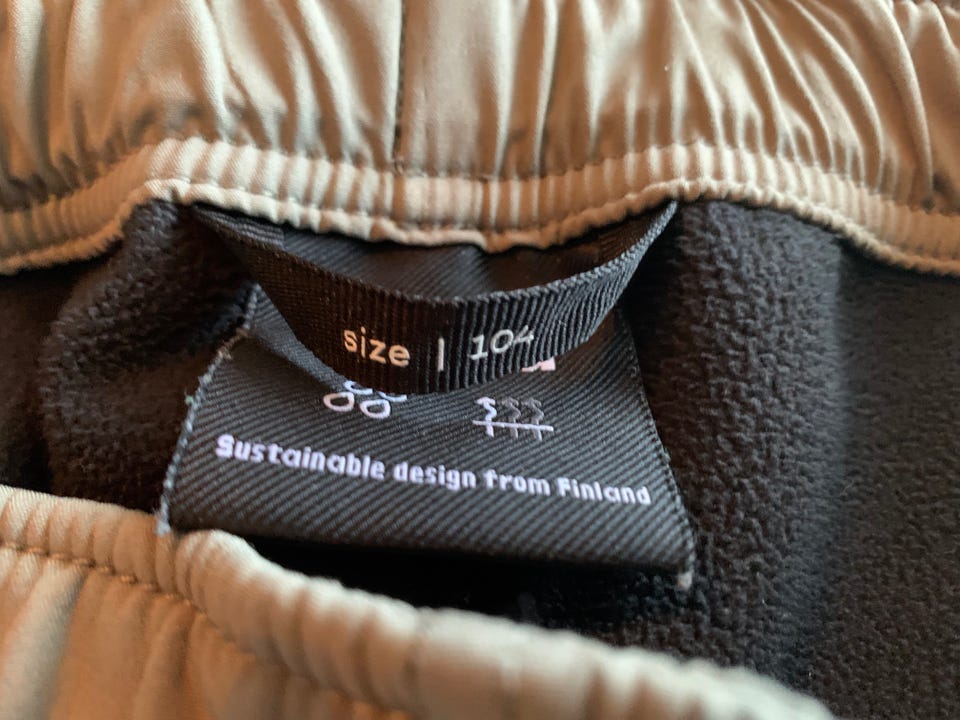 size | 104
Sustainable design from Finland